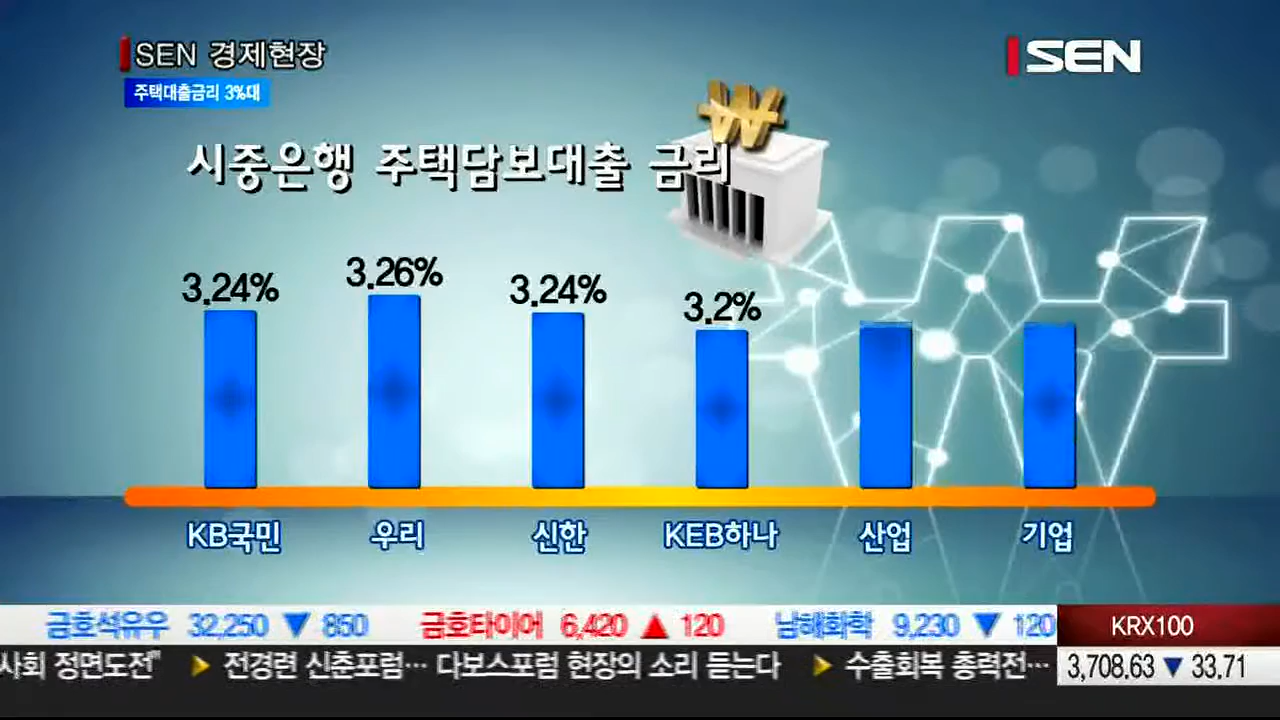 SEN 경제현장
SEN
주택대출금리 3%대
시중은행 주택담보대출 금리
3.24%
3.26%
3.24%
3.2%
KB국민
우리
신한
KEB하나
산업
기업
금호석유우 32,250 ▼ 850 금호타이어 6,420 ▲ 120 남해화학 9,230 ▼ 120
KRX100
사회 정면도전" ▶ 전경련 신춘포럼… 다보스포럼 현장의 소리 듣는다 ▶ 수출회복 총력전…
3,708.63 ▼ 33.71